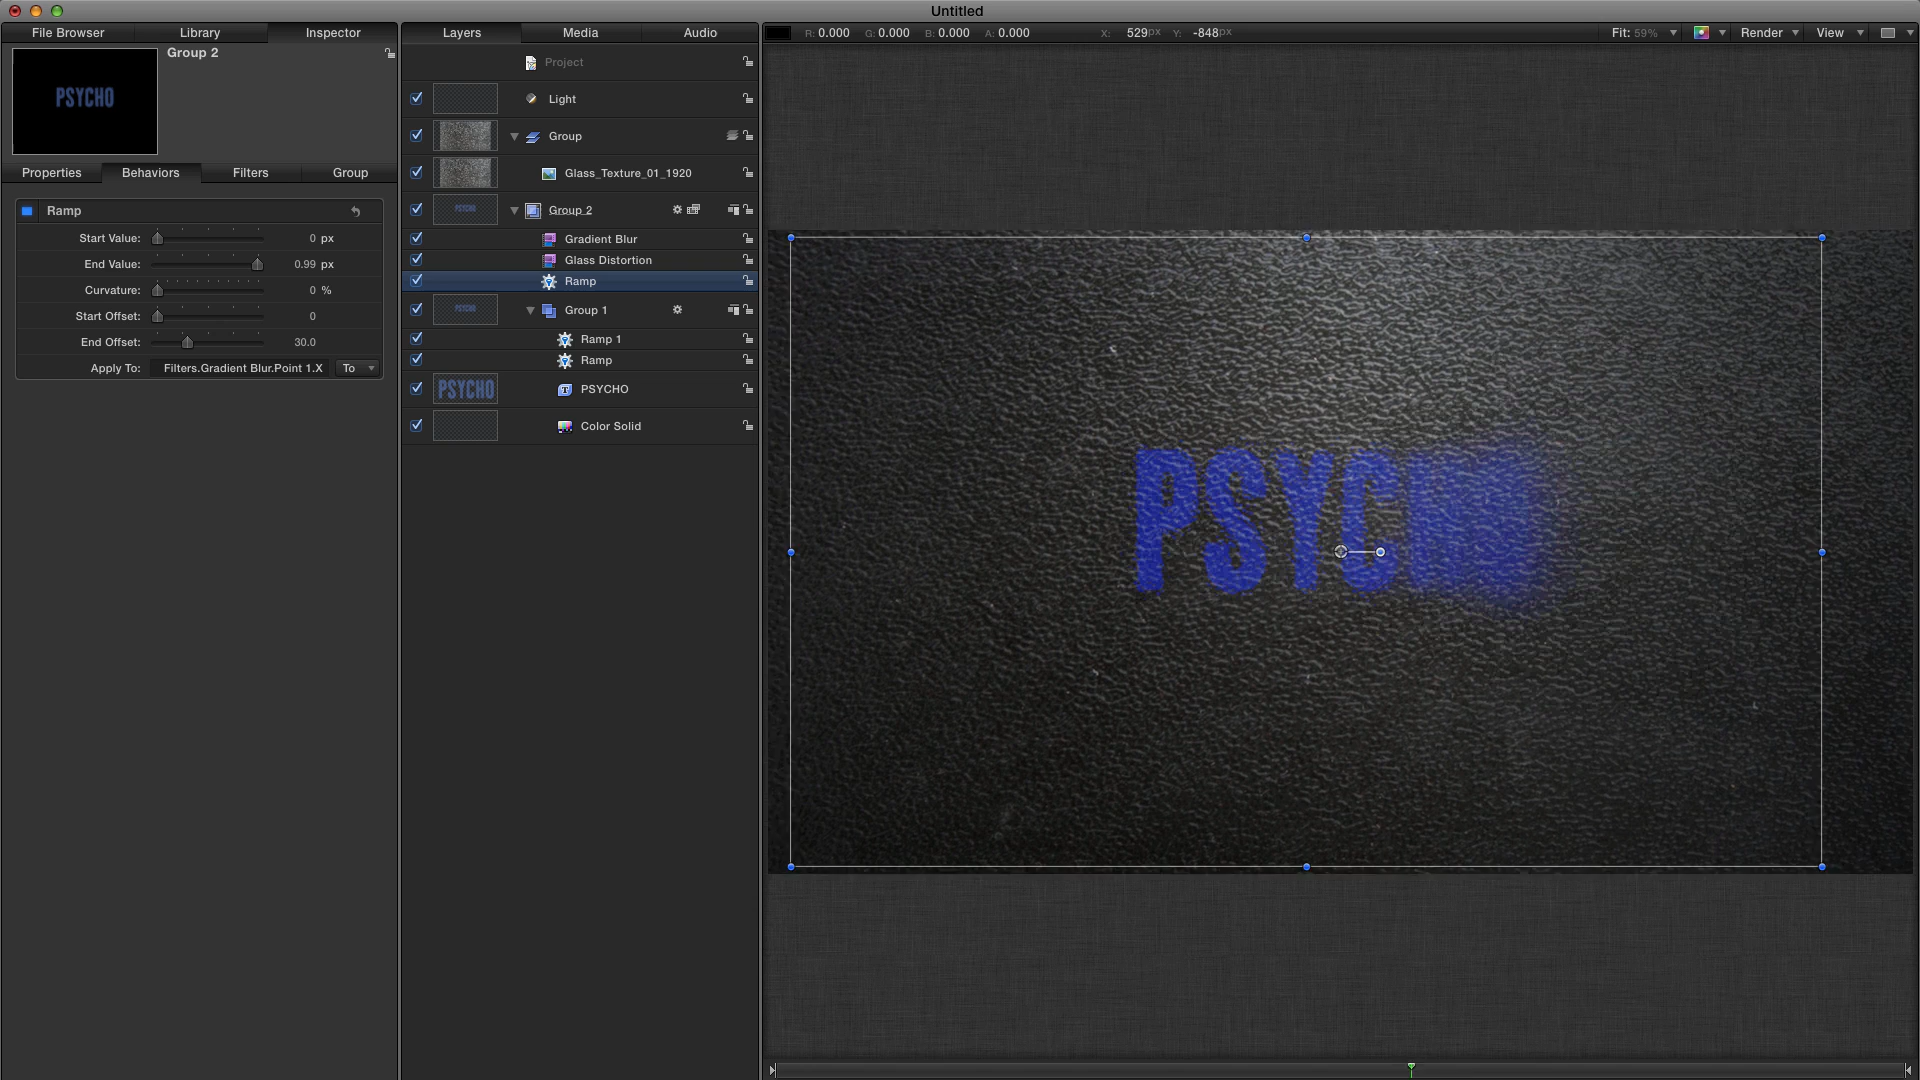 Untitled
File Browser Library Inspector
Layers Media Audio
R: 0.000 G: 0.000 B: 0.000 A: 0.000 X: 529px Y: -848px
Fit: 59% Render View
Group 2
PSYCHO
Properties Behaviors Filters Group
Ramp
Start Value: 0 px
End Value: 0.99 px
Curvature: 0 %
Start Offset: 0
End Offset: 30.0
Apply To: Filters.Gradient Blur.Point 1.X To
Project
Light
Group
Glass_Texture_01_1920
PSYCHO
Group 2
Gradient Blur
Glass Distortion
Ramp
PSYCHO
Group 1
Ramp 1
Ramp
PSYCHO
PSYCHO
Color Solid
PSYCH